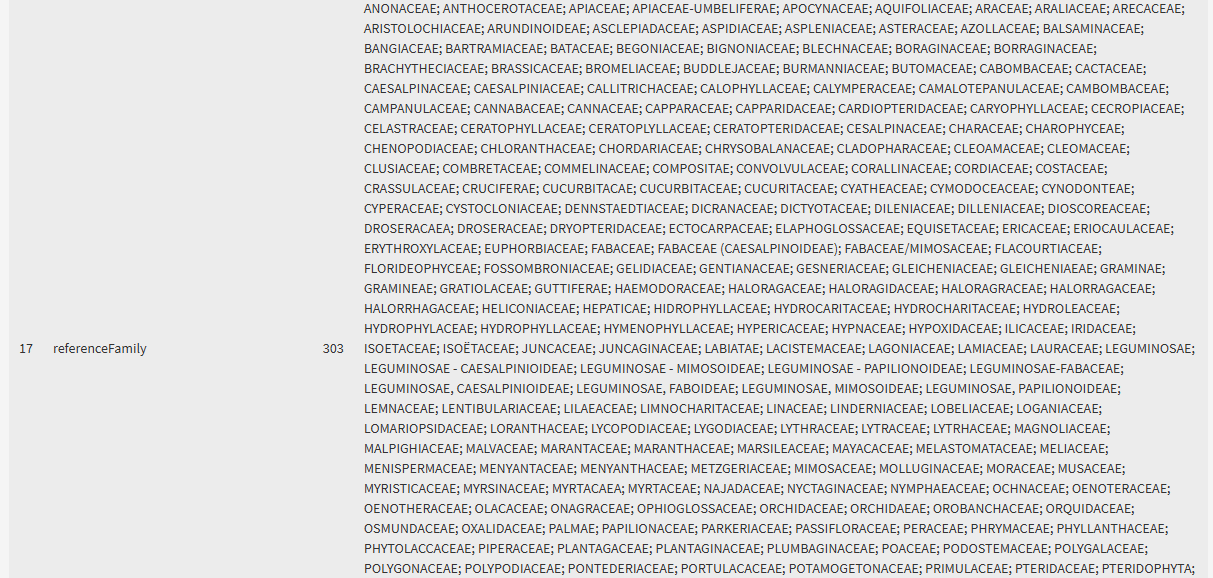 ANONACEAE; ANTHOCEROTACEAE; APIACEAE; APIACEAE-UMBELIFERAE; APOCYNACEAE; AQUIFOLIACEAE; ARACEAE; ARALIACEAE; ARECACEAE;
ARISTOLOCHIACEAE; ARUNDINOIDEAE; ASCLEPIADACEAE; ASPIDIACEAE; ASPLENIACEAE; ASTERACEAE; AZOLLACEAE; BALSAMINACEAE;
BANGIACEAE; BARTRAMIACEAE; BATACEAE; BEGONIACEAE; BIGNONIACEAE; BLECHNACEAE; BORAGINACEAE; BORRAGINACEAE;
BRACHYTHECIACEAE; BRASSICACEAE; BROMELIACEAE; BUDDLEJACEAE; BURMANNIACEAE; BUTOMACEAE; CABOMBACEAE; CACTACEAE;
CAESALPINACEAE; CAESALPINIACEAE; CALLITRICHACEAE; CALOPHYLLACEAE; CALYMPERACEAE; CAMALOTEPANULACEAE; CAMBOMBACEAE;
CAMPANULACEAE; CANNABACEAE; CANNACEAE; CAPPARACEAE; CAPPARIDACEAE; CARDIOPTERIDACEAE; CARYOPHYLLACEAE; CECROPIACEAE;
CELASTRACEAE; CERATOPHYLLACEAE; CERATOPLYLLACEAE; CERATOPTERIDACEAE; CESALPINACEAE; CHARACEAE; CHAROPHYCEAE;
CHENOPODIACEAE; CHLORANTHACEAE; CHORDARIACEAE; CHRYSOBALANACEAE; CLADOPHARACEAE; CLEOAMACEAE; CLEOMACEAE;
CLUSIACEAE; COMBRETACEAE; COMMELINACEAE; COMPOSITAE; CONVOLVULACEAE; CORALLINACEAE; CORDIACEAE; COSTACEAE;
CRASSULACEAE; CRUCIFERAE; CUCURBITACAE; CUCURBITACEAE; CUCURITACEAE; CYATHEACEAE; CYMODOCEACEAE; CYNODONTEAE;
CYPERACEAE; CYSTOCLONIACEAE; DENNSTAEDTIACEAE; DICRANACEAE; DICTYOTACEAE; DILENIACEAE; DILLENIACEAE; DIOSCOREACEAE;
DROSERACAEA; DROSERACEAE; DRYOPTERIDACEAE; ECTOCARPACEAE; ELAPHOGLOSSACEAE; EQUISETACEAE; ERICACEAE; ERIOCAULACEAE;
ERYTHROXYLACEAE; EUPHORBIACEAE; FABACEAE; FABACEAE (CAESALPINOIDEAE); FABACEAE/MIMOSACEAE; FLACOURTIACEAE;
FLORIDEOPHYCEAE; FOSSOMBRONIACEAE; GELIDIACEAE; GENTIANACEAE; GESNERIACEAE; GLEICHENIACEAE; GLEICHENIAEAE; GRAMINAE;
GRAMINEAE; GRATIOLACEAE; GUTTIFERAE; HAEMODORACEAE; HALORAGACEAE; HALORAGIDACEAE; HALORAGRACEAE; HALORRAGACEAE;
HALORRHAGACEAE; HELICONIACEAE; HEPATICAE; HIDROPHYLLACEAE; HYDROCARITACEAE; HYDROCHARITACEAE; HYDROLEACEAE;
HYDROPHYLACEAE; HYDROPHYLLACEAE; HYMENOPHYLLACEAE; HYPERICACEAE; HYPNACEAE; HYPOXIDACEAE; ILICACEAE; IRIDACEAE;
17 referenceFamily 303 ISOETACEAE; ISOËTACEAE; JUNCACEAE; JUNCAGINACEAE; LABIATAE; LACISTEMACEAE; LAGONIACEAE; LAMIACEAE; LAURACEAE; LEGUMINOSAE;
LEGUMINOSAE - CAESALPINIOIDEAE; LEGUMINOSAE - MIMOSOIDEAE; LEGUMINOSAE - PAPILIONOIDEAE; LEGUMINOSAE-FABACEAE;
LEGUMINOSAE, CAESALPINIOIDEAE; LEGUMINOSAE, FABOIDEAE; LEGUMINOSAE, MIMOSOIDEAE; LEGUMINOSAE, PAPILIONOIDEAE;
LEMNACEAE; LENTIBULARIACEAE; LILAEACEAE; LIMNOCHARITACEAE; LINACEAE; LINDERNIACEAE; LOBELIACEAE; LOGANIACEAE;
LOMARIOPSIDACEAE; LORANTHACEAE; LYCOPODIACEAE; LYGODIACEAE; LYTHRACEAE; LYTRACEAE; LYTRHACEAE; MAGNOLIACEAE;
MALPIGHIACEAE; MALVACEAE; MARANTACEAE; MARANTHACEAE; MARSILEACEAE; MAYACACEAE; MELASTOMATACEAE; MELIACEAE;
MENISPERMACEAE; MENYANTACEAE; MENYANTHACEAE; METZGERIACEAE; MIMOSACEAE; MOLLUGINACEAE; MORACEAE; MUSACEAE;
MYRISTICACEAE; MYRSINACEAE; MYRTACAEA; MYRTACEAE; NAJADACEAE; NYCTAGINACEAE; NYMPHAEACEAE; OCHNACEAE; OENOTERACEAE;
OENOTHERACEAE; OLACACEAE; ONAGRACEAE; OPHIOGLOSSACEAE; ORCHIDACEAE; ORCHIDAEAE; OROBANCHACEAE; ORQUIDACEAE;
OSMUNDACEAE; OXALIDACEAE; PALMAE; PAPILIONACEAE; PARKERIACEAE; PASSIFLORACEAE; PERACEAE; PHRYMACEAE; PHYLLANTHACEAE;
PHYTOLACCACEAE; PIPERACEAE; PLANTAGACEAE; PLANTAGINACEAE; PLUMBAGINACEAE; POACEAE; PODOSTEMACEAE; POLYGALACEAE;
POLYGONACEAE; POLYPODIACEAE; PONTEDERIACEAE; PORTULACACEAE; POTAMOGETONACEAE; PRIMULACEAE; PTERIDACEAE; PTERIDOPHYTA;